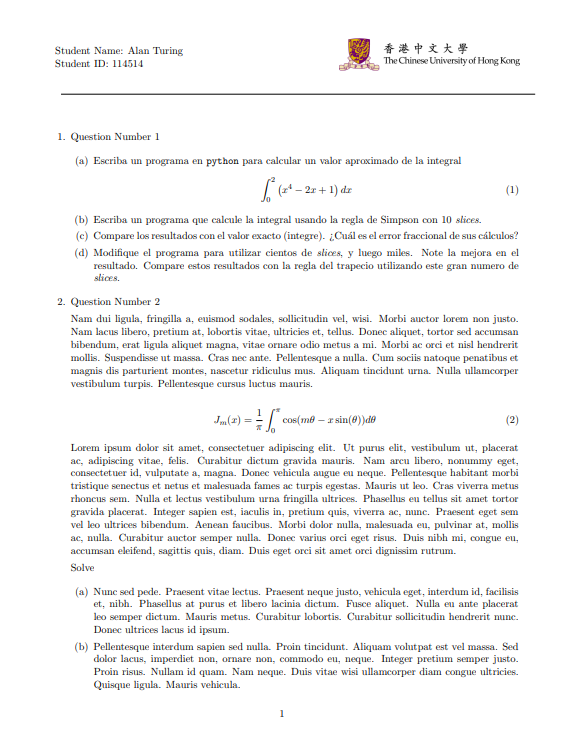 Student Name: Alan Turing
Student ID: 114514
香港中文大學
The Chinese University of Hong Kong
1. Question Number 1
(a) Escriba un programa en python para calcular un valor aproximado de la integral
∫_0^2 (x^4 − 2x + 1) dx (1)
(b) Escriba un programa que calcule la integral usando la regla de Simpson con 10 slices.
(c) Compare los resultados con el valor exacto (integre). ¿Cuál es el error fraccional de sus cálculos?
(d) Modifique el programa para utilizar cientos de slices, y luego miles. Note la mejora en el
resultado. Compare estos resultados con la regla del trapecio utilizando este gran numero de
slices.
2. Question Number 2
Nam dui ligula, fringilla a, euismod sodales, sollicitudin vel, wisi. Morbi auctor lorem non justo.
Nam lacus libero, pretium at, lobortis vitae, ultricies et, tellus. Donec aliquet, tortor sed accumsan
bibendum, erat ligula aliquet magna, vitae ornare odio metus a mi. Morbi ac orci et nisl hendrerit
mollis. Suspendisse ut massa. Cras nec ante. Pellentesque a nulla. Cum sociis natoque penatibus et
magnis dis parturient montes, nascetur ridiculus mus. Aliquam tincidunt urna. Nulla ullamcorper
vestibulum turpis. Pellentesque cursus luctus mauris.
J_m(x) = 1/π ∫_0^π cos(mθ − x sin(θ))dθ (2)
Lorem ipsum dolor sit amet, consectetuer adipiscing elit. Ut purus elit, vestibulum ut, placerat
ac, adipiscing vitae, felis. Curabitur dictum gravida mauris. Nam arcu libero, nonummy eget,
consectetuer id, vulputate a, magna. Donec vehicula augue eu neque. Pellentesque habitant morbi
tristique senectus et netus et malesuada fames ac turpis egestas. Mauris ut leo. Cras viverra metus
rhoncus sem. Nulla et lectus vestibulum urna fringilla ultrices. Phasellus eu tellus sit amet tortor
gravida placerat. Integer sapien est, iaculis in, pretium quis, viverra ac, nunc. Praesent eget sem
vel leo ultrices bibendum. Aenean faucibus. Morbi dolor nulla, malesuada eu, pulvinar at, mollis
ac, nulla. Curabitur auctor semper nulla. Donec varius orci eget risus. Duis nibh mi, congue eu,
accumsan eleifend, sagittis quis, diam. Duis eget orci sit amet orci dignissim rutrum.
Solve
(a) Nunc sed pede. Praesent vitae lectus. Praesent neque justo, vehicula eget, interdum id, facilisis
et, nibh. Phasellus at purus et libero lacinia dictum. Fusce aliquet. Nulla eu ante placerat
leo semper dictum. Mauris metus. Curabitur lobortis. Curabitur sollicitudin hendrerit nunc.
Donec ultrices lacus id ipsum.
(b) Pellentesque interdum sapien sed nulla. Proin tincidunt. Aliquam volutpat est vel massa. Sed
dolor lacus, imperdiet non, ornare non, commodo eu, neque. Integer pretium semper justo.
Proin risus. Nullam id quam. Nam neque. Duis vitae wisi ullamcorper diam congue ultricies.
Quisque ligula. Mauris vehicula.
1